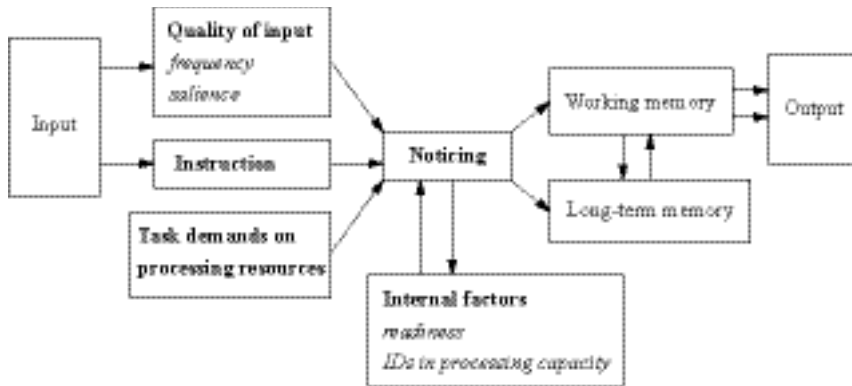 Input
Quality of input
frequency
salience
Instruction
Task demands on
processing resources
Noticing
Internal factors
readiness
IDs in processing capacity
Working memory
Long-term memory
Output